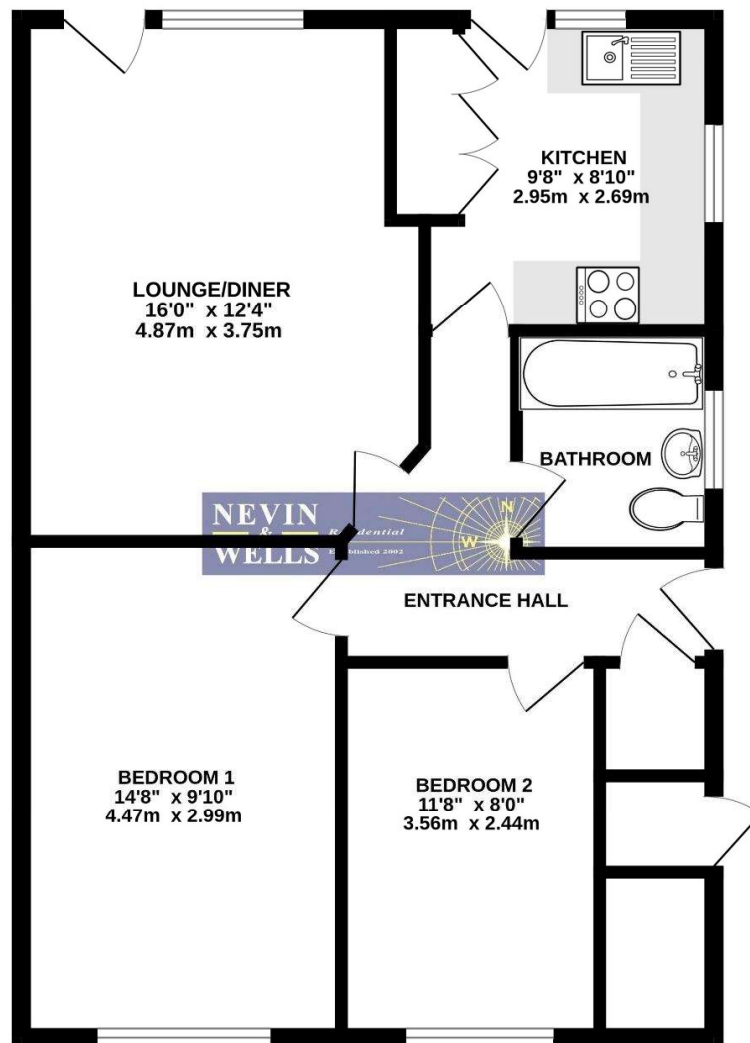 KITCHEN
9'8" x 8'10"
2.95m x 2.69m
LOUNGE/DINER
16'0" x 12'4"
4.87m x 3.75m
BATHROOM
NEVIN
&
WELLS
Established 2002
N
W
ENTRANCE HALL
BEDROOM 1
14'8" x 9'10"
4.47m x 2.99m
BEDROOM 2
11'8" x 8'0"
3.56m x 2.44m